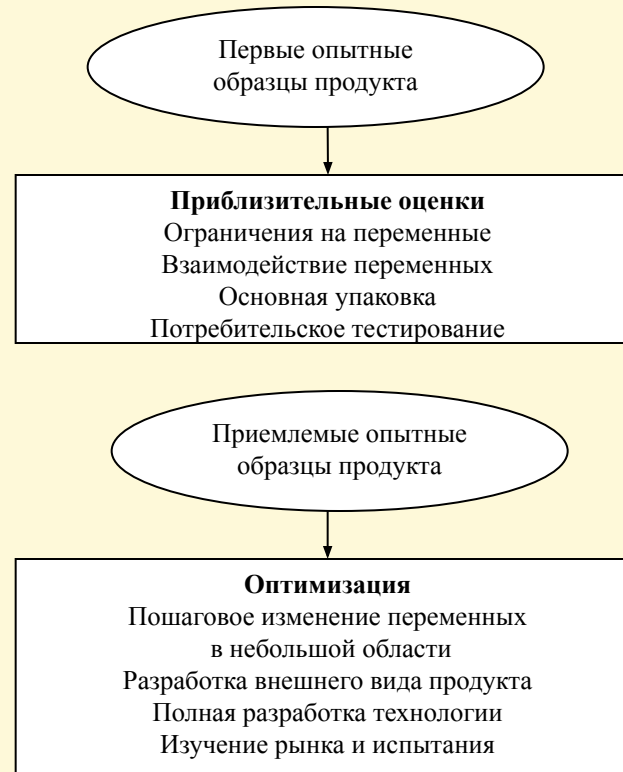 Первые опытные
образцы продукта
Приблизительные оценки
Ограничения на переменные
Взаимодействие переменных
Основная упаковка
Потребительское тестирование
Приемлемые опытные
образцы продукта
Оптимизация
Пошаговое изменение переменных
в небольшой области
Разработка внешнего вида продукта
Полная разработка технологии
Изучение рынка и испытания